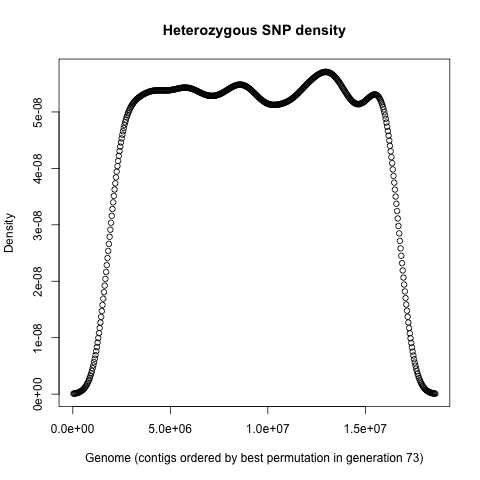 Heterozygous SNP density
Density
5e-08
4e-08
3e-08
2e-08
1e-08
0e+00
0.0e+00 5.0e+06 1.0e+07 1.5e+07
Genome (contigs ordered by best permutation in generation 73)